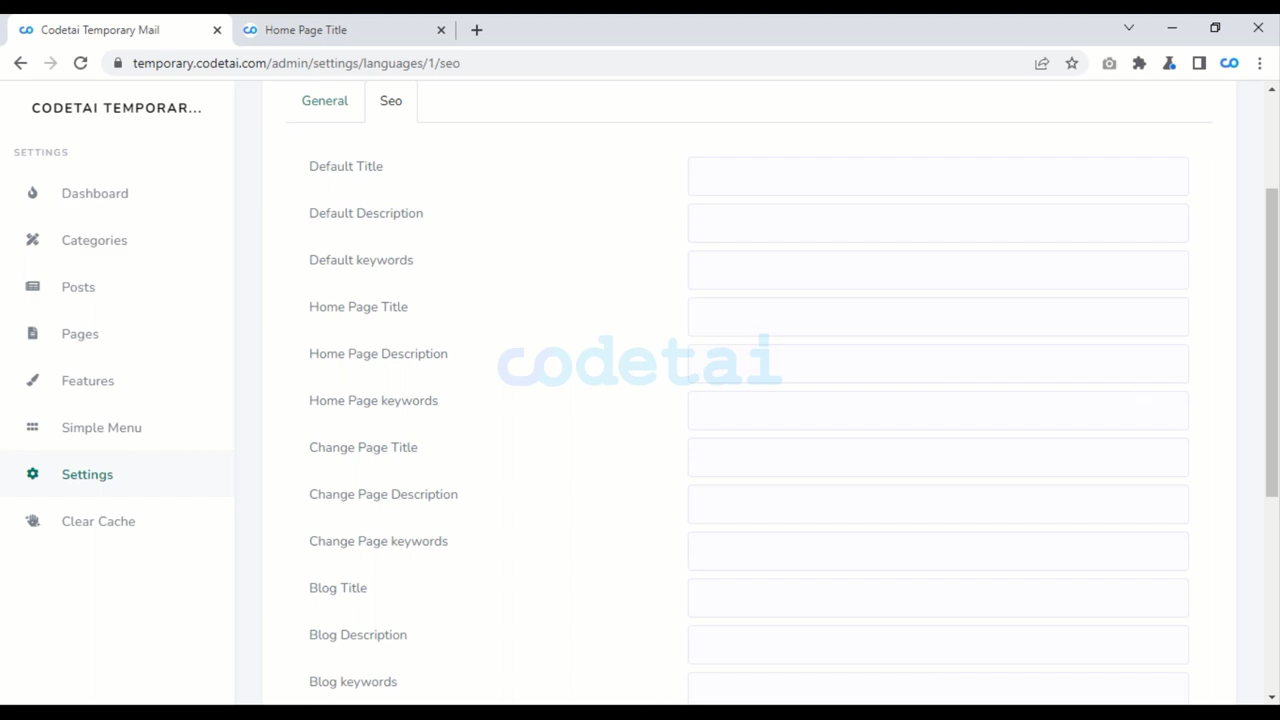 Codetai Temporary Mail
Home Page Title
temporary.codetai.com/admin/settings/languages/1/seo
CODETAI TEMPORAR...
SETTINGS
Dashboard
Categories
Posts
Pages
Features
Simple Menu
Settings
Clear Cache
General
Seo
Default Title
Default Description
Default keywords
Home Page Title
Home Page Description
Home Page keywords
Change Page Title
Change Page Description
Change Page keywords
Blog Title
Blog Description
Blog keywords
codetai